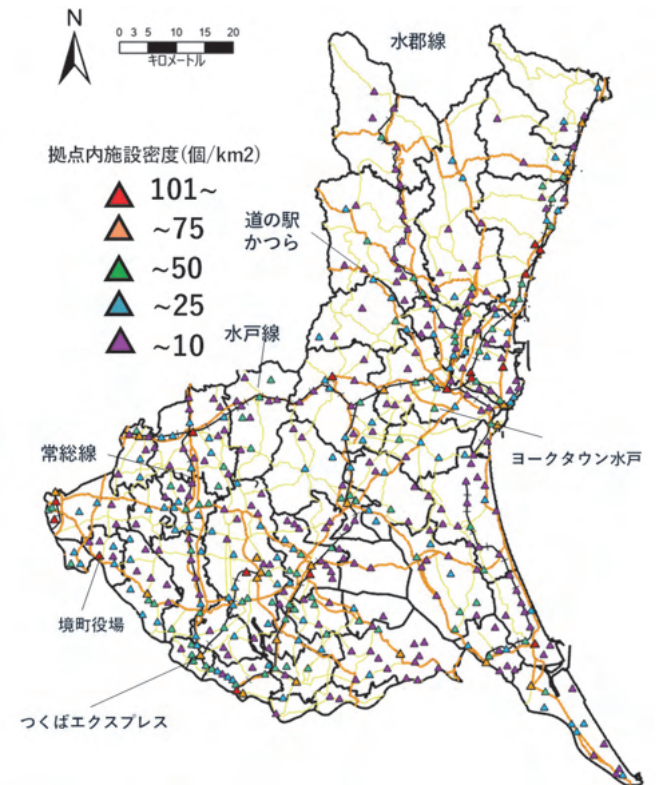 N
0 3 5 10 15 20
キロメートル
水郡線
拠点内施設密度(個/km2)
101~
~75
~50
~25
~10
道の駅
かつら
水戸線
常総線
ヨークタウン水戸
境町役場
つくばエクスプレス